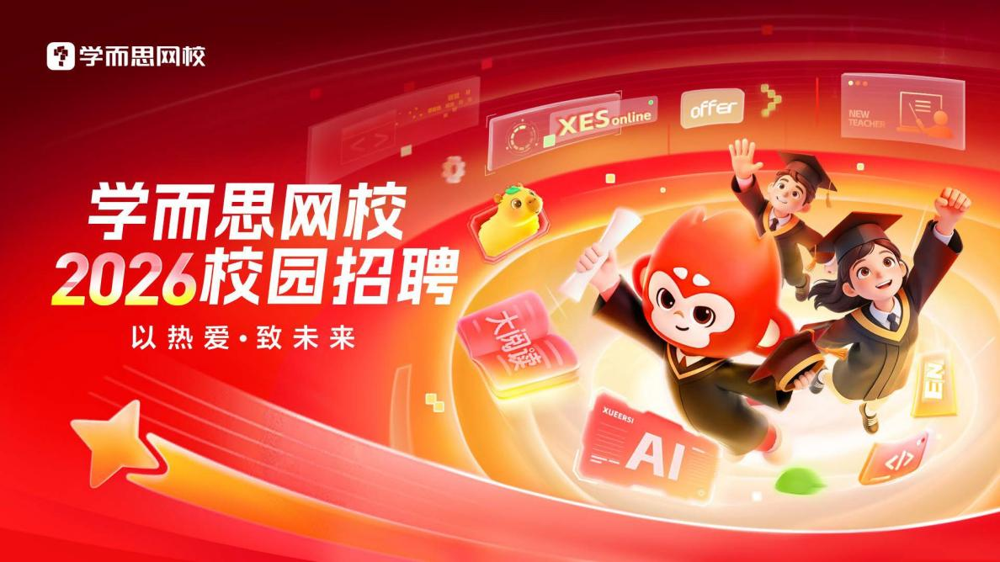 学而思网校
XES online
offer
NEW
TEACHER
学而思网校
2026校园招聘
以热爱·致未来
大阅读
EN
XUEERSI
AI
</>